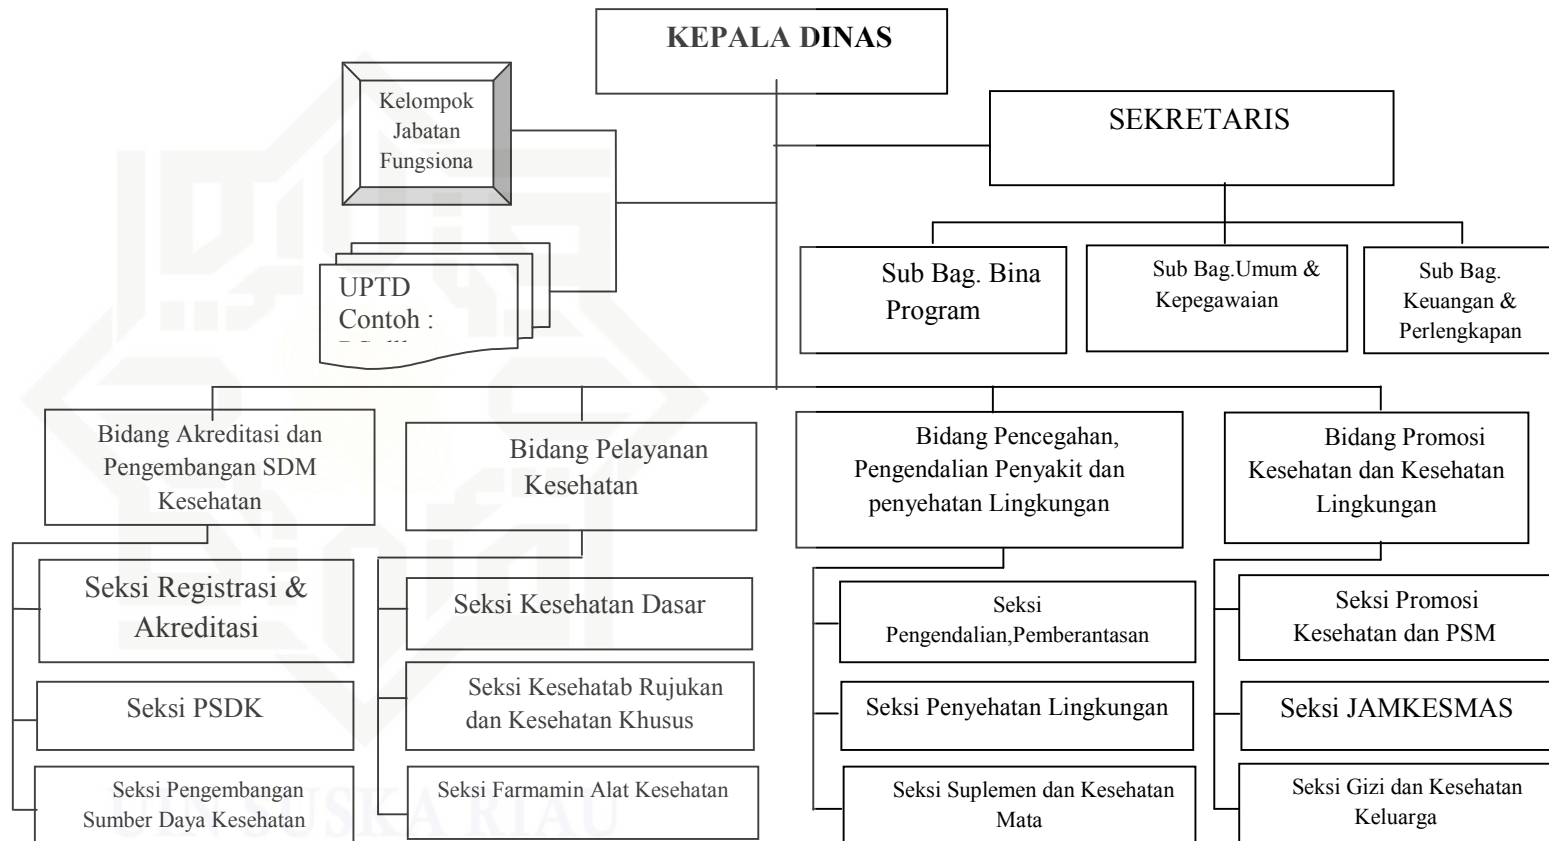 KEPALA DINAS
Kelompok
Jabatan
Fungsiona
SEKRETARIS
UPTD
Contoh :
Sub Bag. Bina
Program
Sub Bag.Umum &
Kepegawaian
Sub Bag.
Keuangan &
Perlengkapan
Bidang Akreditasi dan
Pengembangan SDM
Kesehatan
Bidang Pelayanan
Kesehatan
Bidang Pencegahan,
Pengendalian Penyakit dan
penyehatan Lingkungan
Bidang Promosi
Kesehatan dan Kesehatan
Lingkungan
Seksi Registrasi &
Akreditasi
Seksi PSDK
Seksi Pengembangan
Sumber Daya Kesehatan
Seksi Kesehatan Dasar
Seksi Kesehatab Rujukan
dan Kesehatan Khusus
Seksi Farmamin Alat Kesehatan
Seksi
Pengendalian,Pemberantasan
Seksi Penyehatan Lingkungan
Seksi Suplemen dan Kesehatan
Mata
Seksi Promosi
Kesehatan dan PSM
Seksi JAMKESMAS
Seksi Gizi dan Kesehatan
Keluarga
UIN SUSKA RIAU